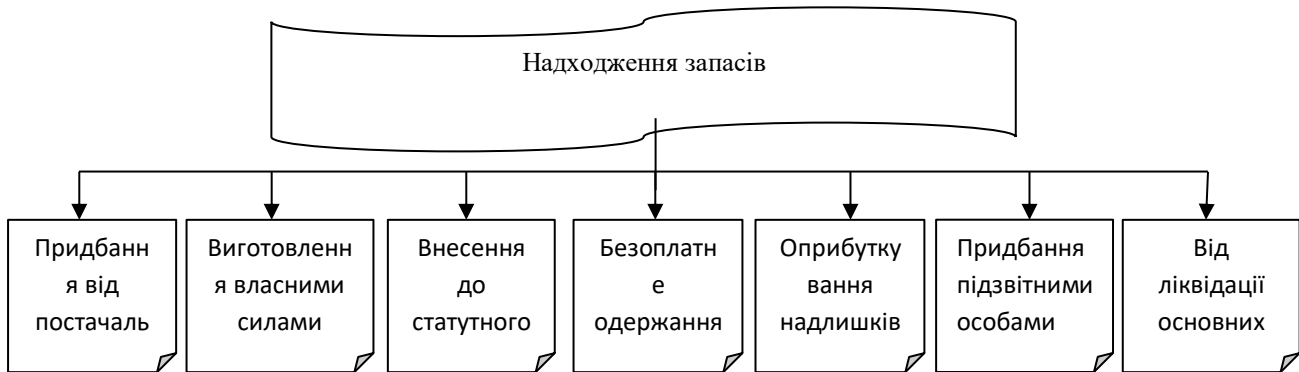 Надходження запасів
Придбанн
я від
постачаль
Виготовленн
я власними
силами
Внесення
до
статутного
Безоплатн
е
одержання
Оприбутку
вання
надлишків
Придбання
підзвітними
особами
Від
ліквідації
основних